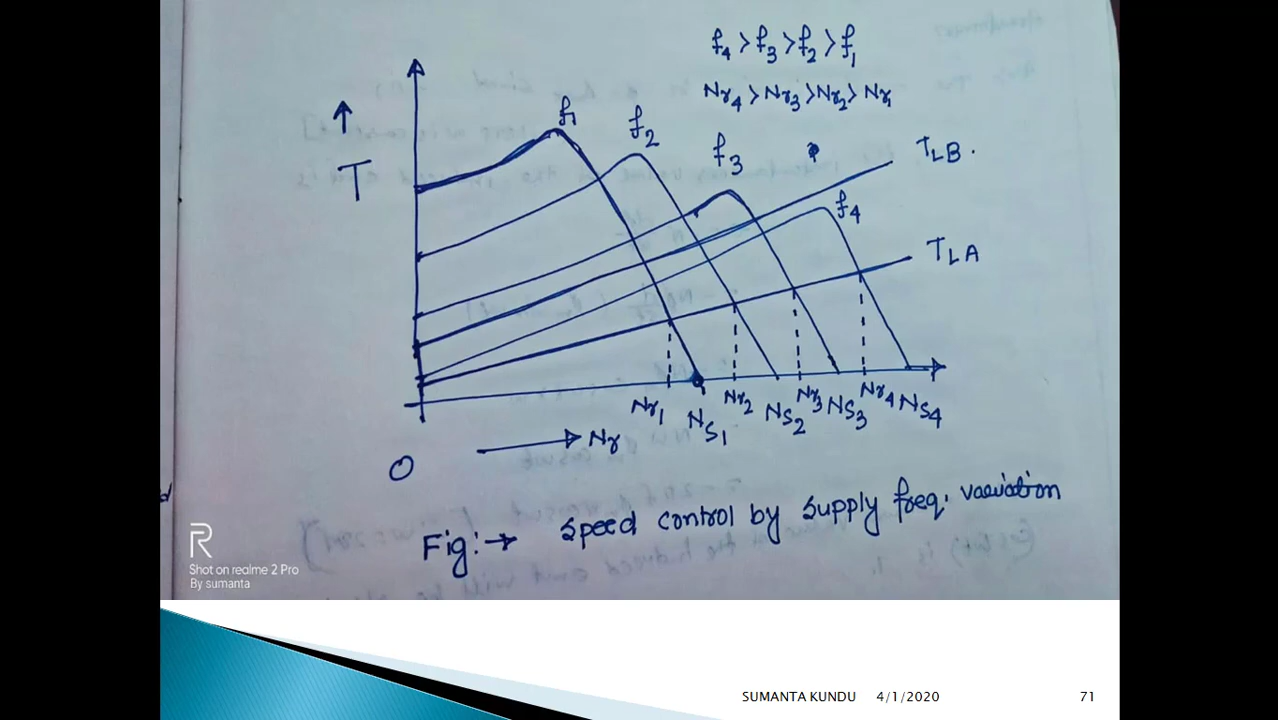 f4 > f3 > f2 > f1
Nr4 > Nr3 > Nr2 > Nr1
T
f1
f2
f3
f4
TLB.
TLA
Nr1
NS1
Nr2
NS2
Nr3
NS3
Nr4
NS4
Nr
O
Fig:→ Speed control by supply freq. variation
R
Shot on realme 2 Pro
By sumanta
SUMANTA KUNDU 4/1/2020 71